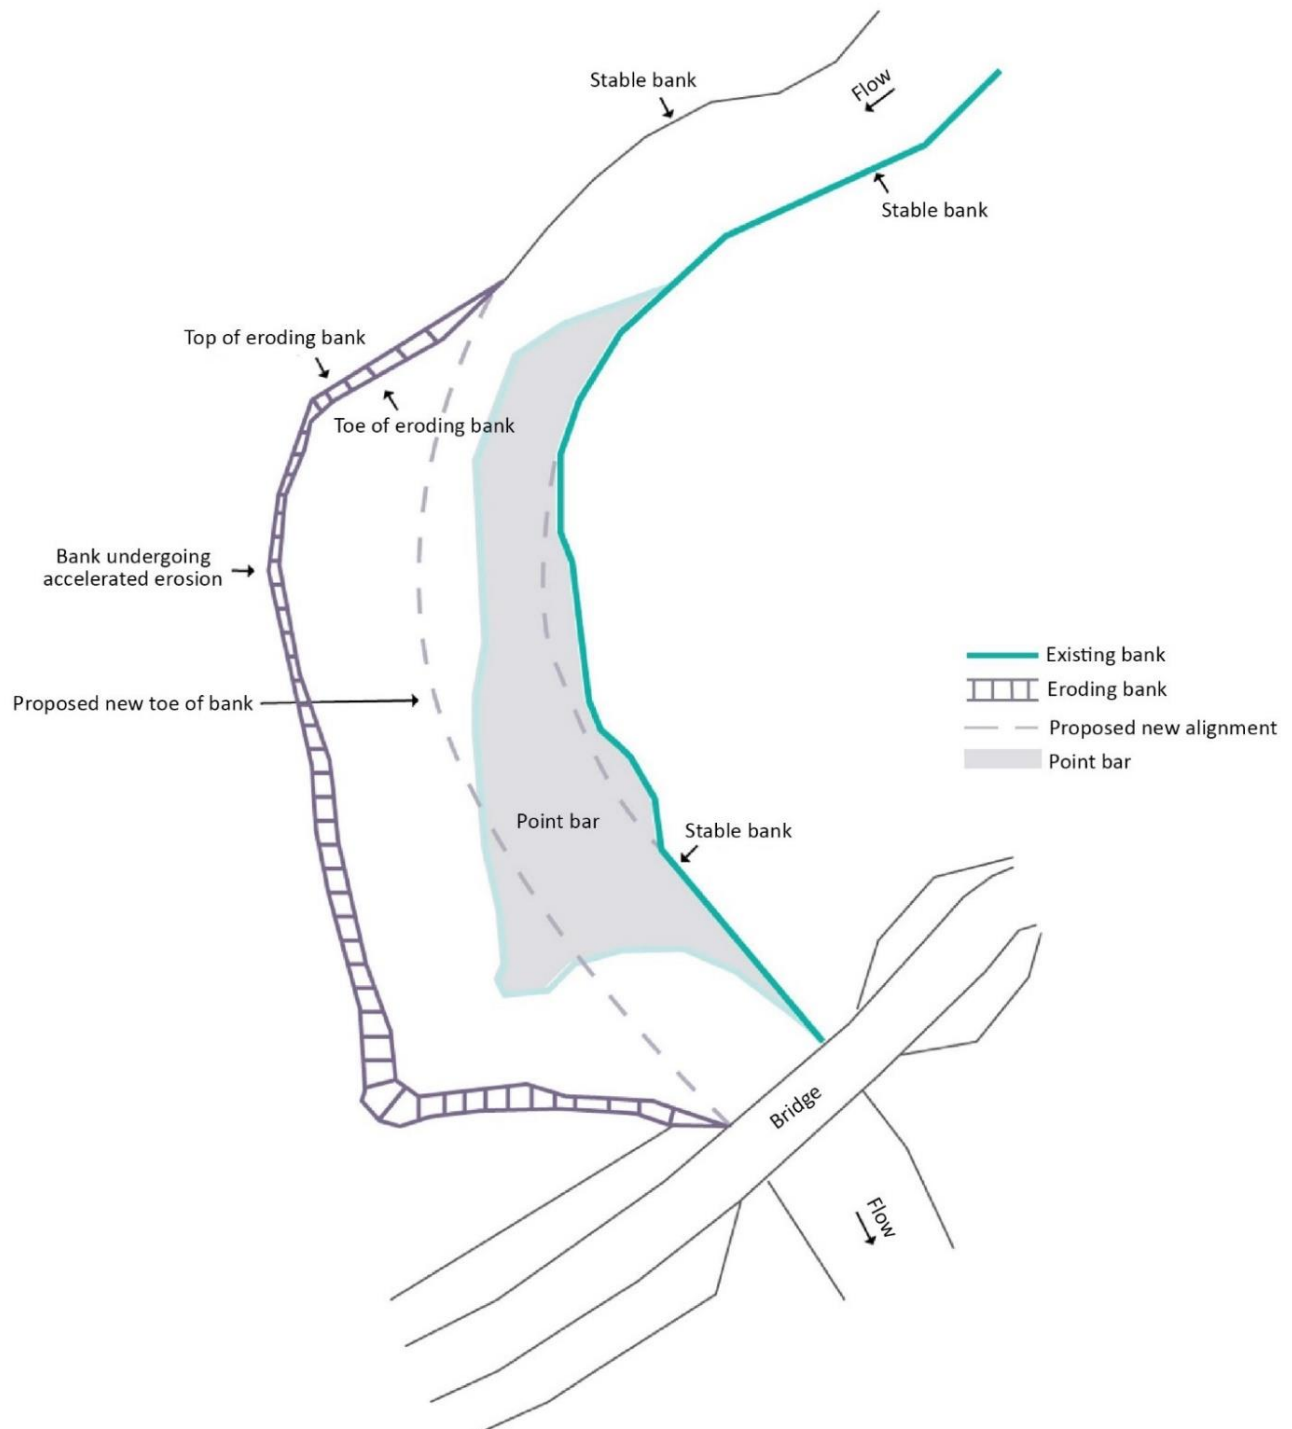 Stable bank
Flow
Stable bank
Top of eroding bank
Toe of eroding bank
Bank undergoing
accelerated erosion
Existing bank
Eroding bank
Proposed new toe of bank
Proposed new alignment
Point bar
Point bar
Stable bank
Bridge
Flow